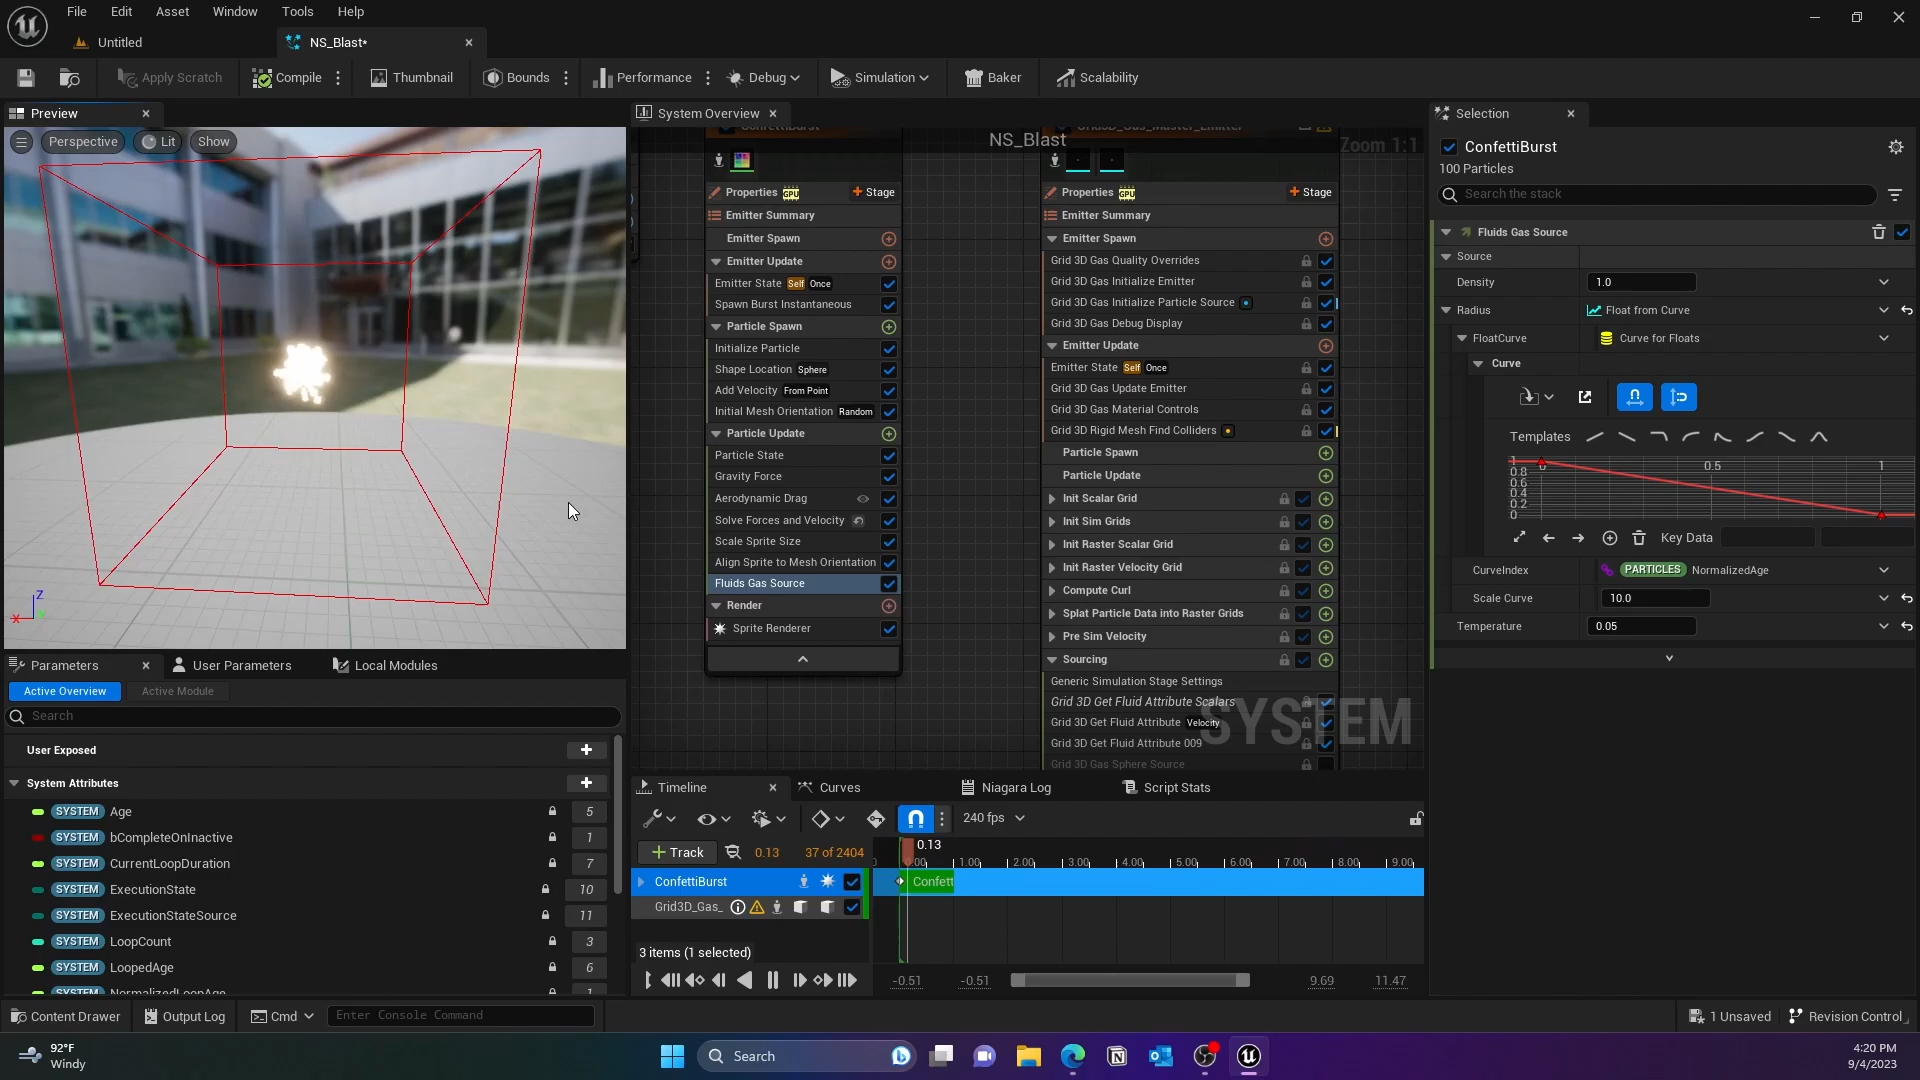 File Edit Asset Window Tools Help
Untitled NS_Blast*
Apply Scratch Compile Thumbnail Bounds Performance Debug Simulation Baker Scalability
Preview
Perspective Lit Show
X Z
System Overview
NS_Blast
Zoom 1:1
Properties GPU Stage
Emitter Summary
Emitter Spawn
Emitter Update
Emitter State Self Once
Spawn Burst Instantaneous
Particle Spawn
Initialize Particle
Shape Location Sphere
Add Velocity From Point
Initial Mesh Orientation Random
Particle Update
Particle State
Gravity Force
Aerodynamic Drag
Solve Forces and Velocity
Scale Sprite Size
Align Sprite to Mesh Orientation
Fluids Gas Source
Render
Sprite Renderer
Properties GPU Stage
Emitter Summary
Emitter Spawn
Grid 3D Gas Quality Overrides
Grid 3D Gas Initialize Emitter
Grid 3D Gas Initialize Particle Source
Grid 3D Gas Debug Display
Emitter Update
Emitter State Self Once
Grid 3D Gas Update Emitter
Grid 3D Gas Material Controls
Grid 3D Rigid Mesh Find Colliders
Particle Spawn
Particle Update
Init Scalar Grid
Init Sim Grids
Init Raster Scalar Grid
Init Raster Velocity Grid
Compute Curl
Splat Particle Data into Raster Grids
Pre Sim Velocity
Sourcing
Generic Simulation Stage Settings
Grid 3D Get Fluid Attribute Scalars
Grid 3D Get Fluid Attribute Velocity
Grid 3D Get Fluid Attribute 009
Grid 3D Gas Sphere Source
SYSTEM
Selection
ConfettiBurst
100 Particles
Search the stack
Fluids Gas Source
Source
Density 1.0
Radius Float from Curve
FloatCurve Curve for Floats
Curve
Templates
1 0 0.5 1
0.8
0.6
0.4
0.2
0
Key Data
CurveIndex PARTICLES NormalizedAge
Scale Curve 10.0
Temperature 0.05
Parameters User Parameters Local Modules
Active Overview Active Module
Search
User Exposed
System Attributes
SYSTEM Age 5
SYSTEM bCompleteOnInactive 1
SYSTEM CurrentLoopDuration 7
SYSTEM ExecutionState 10
SYSTEM ExecutionStateSource 11
SYSTEM LoopCount 3
SYSTEM LoopedAge 6
SYSTEM NormalizedLoopAge 1
Timeline Curves Niagara Log Script Stats
240 fps
Track 0.13 37 of 2404
0.13
0.00 1.00 2.00 3.00 4.00 5.00 6.00 7.00 8.00 9.00
ConfettiBurst Confett
Grid3D_Gas_
3 items (1 selected)
-0.51 -0.51 9.69 11.47
Content Drawer Output Log Cmd Enter Console Command 1 Unsaved Revision Control
92°F
Windy
Search
4:20 PM
9/4/2023